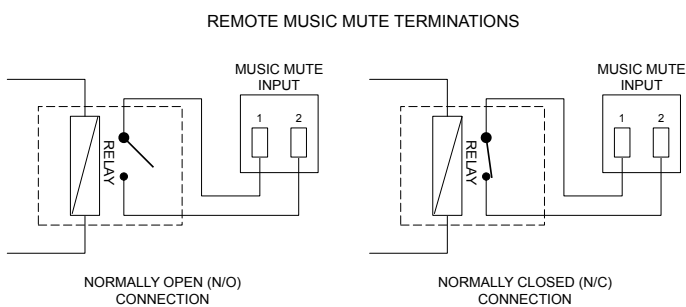 REMOTE MUSIC MUTE TERMINATIONS
MUSIC MUTE
INPUT
1 2
RELAY
NORMALLY OPEN (N/O)
CONNECTION
MUSIC MUTE
INPUT
1 2
RELAY
NORMALLY CLOSED (N/C)
CONNECTION